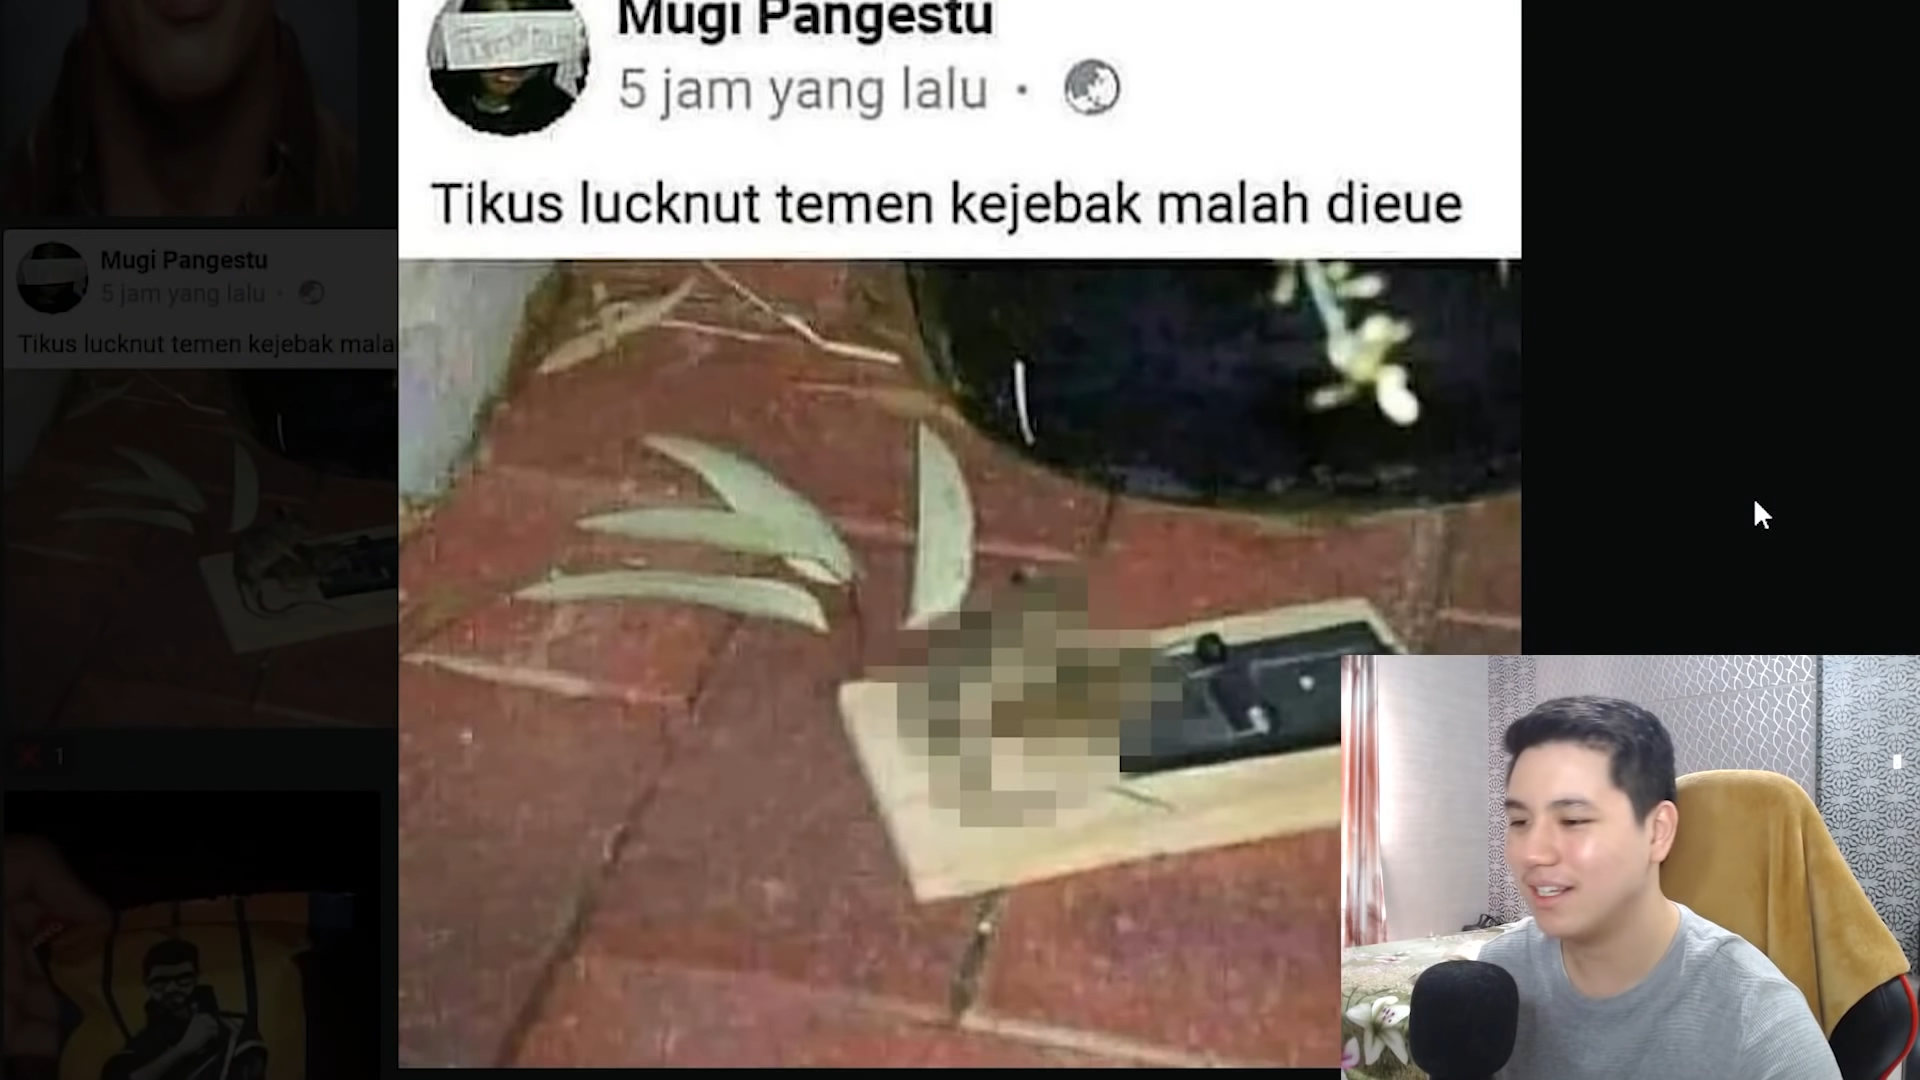 Mugi Pangestu
5 jam yang lalu ·
Tikus lucknut temen kejebak malah dieue
Mugi Pangestu
5 jam yang lalu ·
Tikus lucknut temen kejebak mala
1